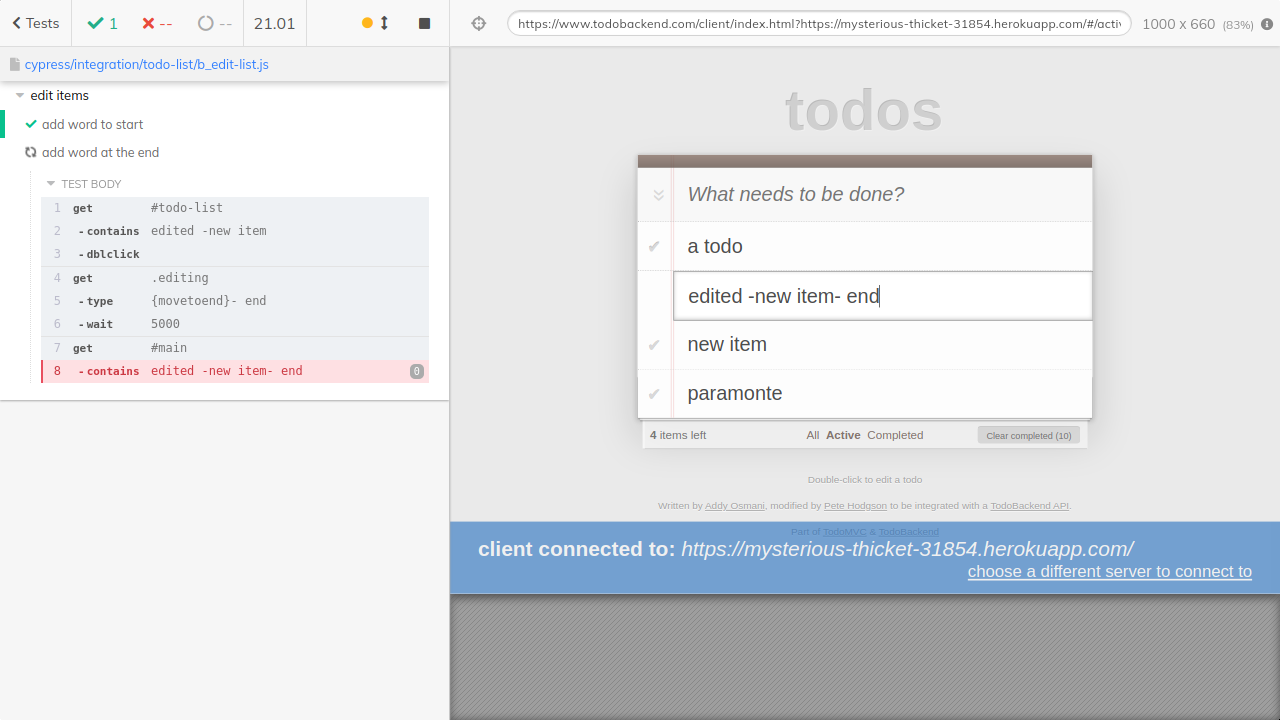 Tests 1 -- -- 21.01
cypress/integration/todo-list/b_edit-list.js
edit items
add word to start
add word at the end
TEST BODY
1 get #todo-list
2 -contains edited -new item
3 -dblclick
4 get .editing
5 -type {movetoend}- end
6 -wait 5000
7 get #main
8 -contains edited -new item- end 0
https://www.todobackend.com/client/index.html?https://mysterious-thicket-31854.herokuapp.com/#/activ 1000 x 660 (83%)
todos
What needs to be done?
a todo
edited -new item- end
new item
paramonte
4 items left All Active Completed Clear completed (10)
Double-click to edit a todo
Written by Addy Osmani, modified by Pete Hodgson to be integrated with a TodoBackend API.
Part of TodoMVC & TodoBackend.
client connected to: https://mysterious-thicket-31854.herokuapp.com/
choose a different server to connect to